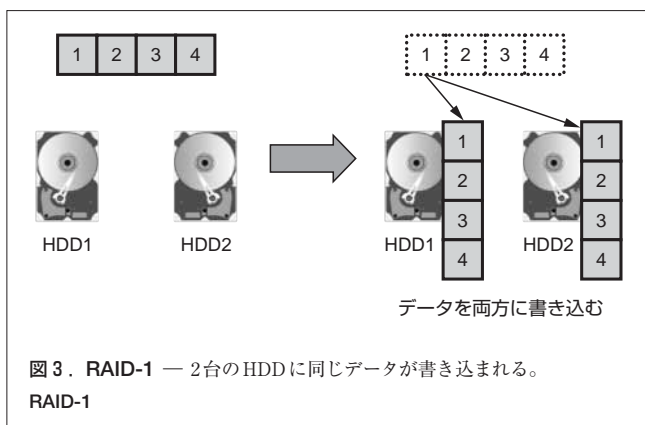 1 2 3 4
1 2 3 4
1 1
2 2
3 3
4 4
HDD1 HDD2 HDD1 HDD2
データを両方に書き込む
図3．RAID-1 — 2台のHDDに同じデータが書き込まれる。
RAID-1